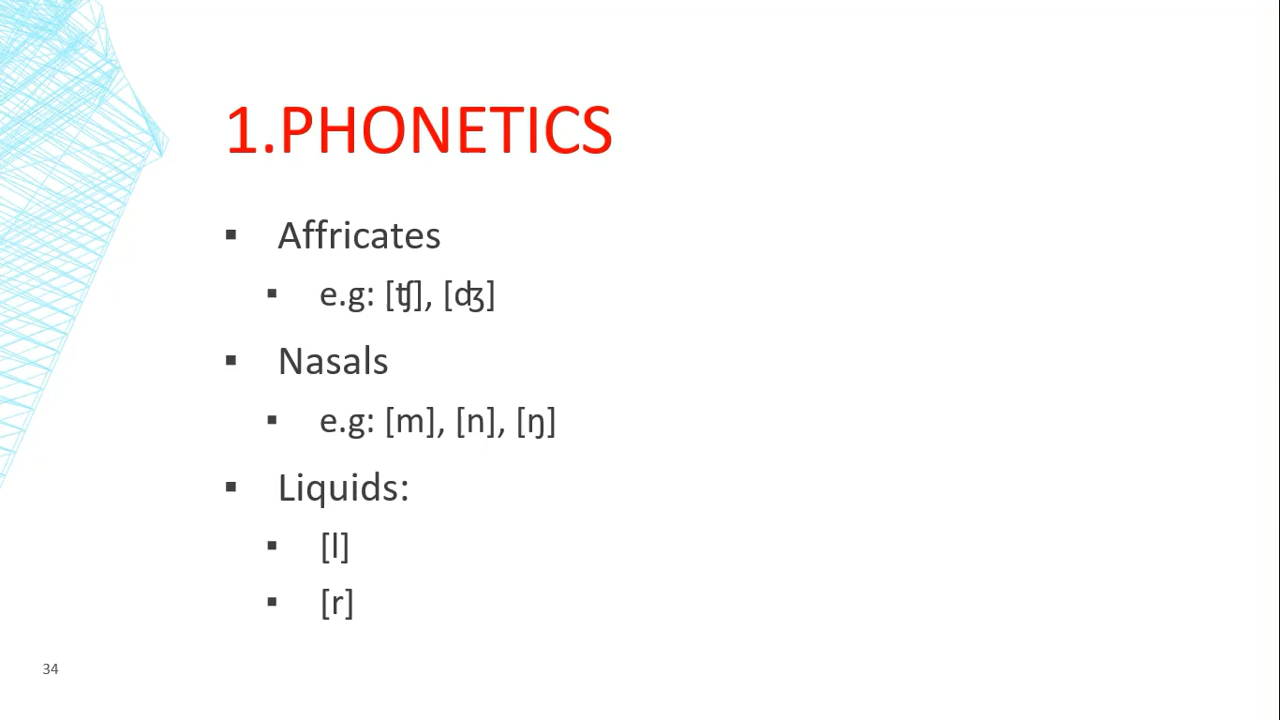 1.PHONETICS
▪ Affricates
▪ e.g: [ʧ], [ʤ]
▪ Nasals
▪ e.g: [m], [n], [ŋ]
▪ Liquids:
▪ [l]
▪ [r]
34